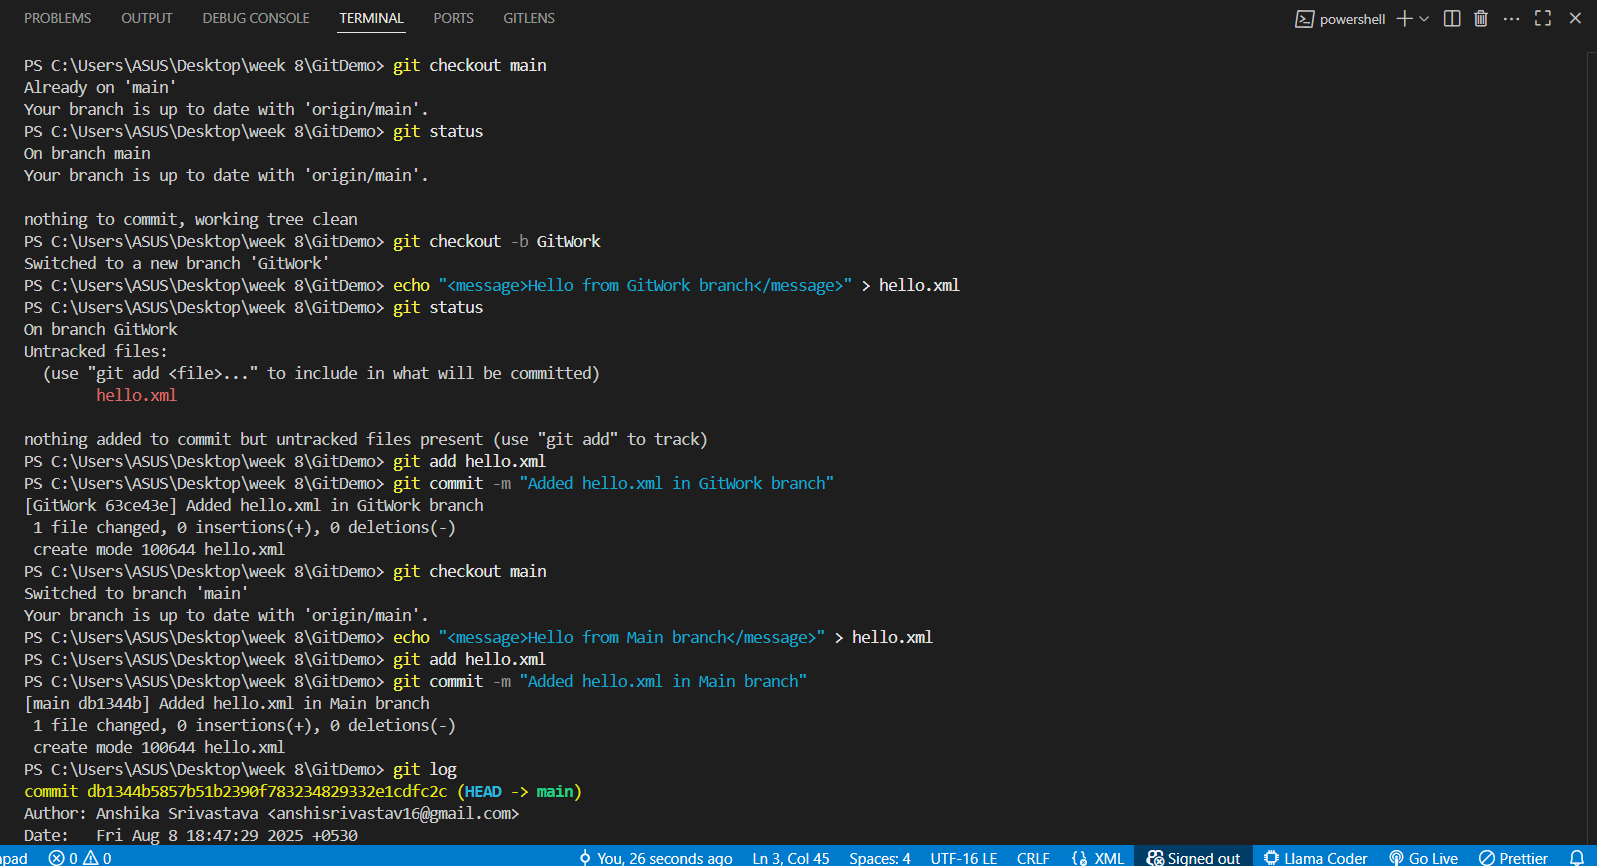 PROBLEMS OUTPUT DEBUG CONSOLE TERMINAL PORTS GITLENS powershell
PS C:\Users\ASUS\Desktop\week 8\GitDemo> git checkout main
Already on 'main'
Your branch is up to date with 'origin/main'.
PS C:\Users\ASUS\Desktop\week 8\GitDemo> git status
On branch main
Your branch is up to date with 'origin/main'.
nothing to commit, working tree clean
PS C:\Users\ASUS\Desktop\week 8\GitDemo> git checkout -b GitWork
Switched to a new branch 'GitWork'
PS C:\Users\ASUS\Desktop\week 8\GitDemo> echo "<message>Hello from GitWork branch</message>" > hello.xml
PS C:\Users\ASUS\Desktop\week 8\GitDemo> git status
On branch GitWork
Untracked files:
  (use "git add <file>..." to include in what will be committed)
        hello.xml
nothing added to commit but untracked files present (use "git add" to track)
PS C:\Users\ASUS\Desktop\week 8\GitDemo> git add hello.xml
PS C:\Users\ASUS\Desktop\week 8\GitDemo> git commit -m "Added hello.xml in GitWork branch"
[GitWork 63ce43e] Added hello.xml in GitWork branch
 1 file changed, 0 insertions(+), 0 deletions(-)
 create mode 100644 hello.xml
PS C:\Users\ASUS\Desktop\week 8\GitDemo> git checkout main
Switched to branch 'main'
Your branch is up to date with 'origin/main'.
PS C:\Users\ASUS\Desktop\week 8\GitDemo> echo "<message>Hello from Main branch</message>" > hello.xml
PS C:\Users\ASUS\Desktop\week 8\GitDemo> git add hello.xml
PS C:\Users\ASUS\Desktop\week 8\GitDemo> git commit -m "Added hello.xml in Main branch"
[main db1344b] Added hello.xml in Main branch
 1 file changed, 0 insertions(+), 0 deletions(-)
 create mode 100644 hello.xml
PS C:\Users\ASUS\Desktop\week 8\GitDemo> git log
commit db1344b5857b51b2390f783234829332e1cdfc2c (HEAD -> main)
Author: Anshika Srivastava <anshisrivastav16@gmail.com>
Date:   Fri Aug 8 18:47:29 2025 +0530
npad 0 0 You, 26 seconds ago Ln 3, Col 45 Spaces: 4 UTF-16 LE CRLF XML Signed out Llama Coder Go Live Prettier